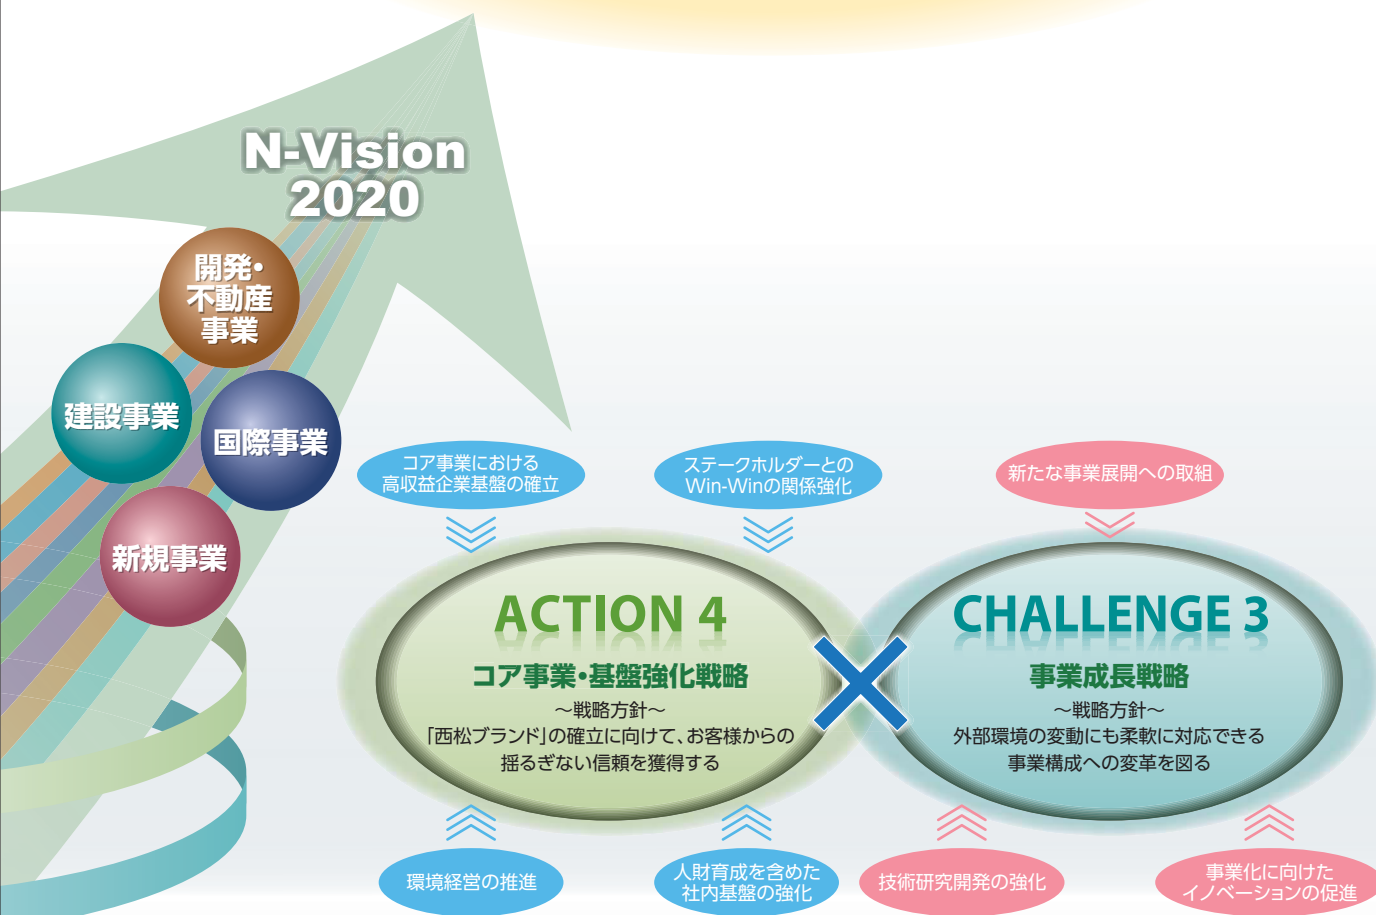 N-Vision
2020
開発・
不動産
事業
建設事業
国際事業
新規事業
コア事業における
高収益企業基盤の確立
ステークホルダーとの
Win-Winの関係強化
新たな事業展開への取組
ACTION 4
コア事業・基盤強化戦略
～戦略方針～
「西松ブランド」の確立に向けて、お客様からの
揺るぎない信頼を獲得する
CHALLENGE 3
事業成長戦略
～戦略方針～
外部環境の変動にも柔軟に対応できる
事業構成への変革を図る
環境経営の推進
人財育成を含めた
社内基盤の強化
技術研究開発の強化
事業化に向けた
イノベーションの促進